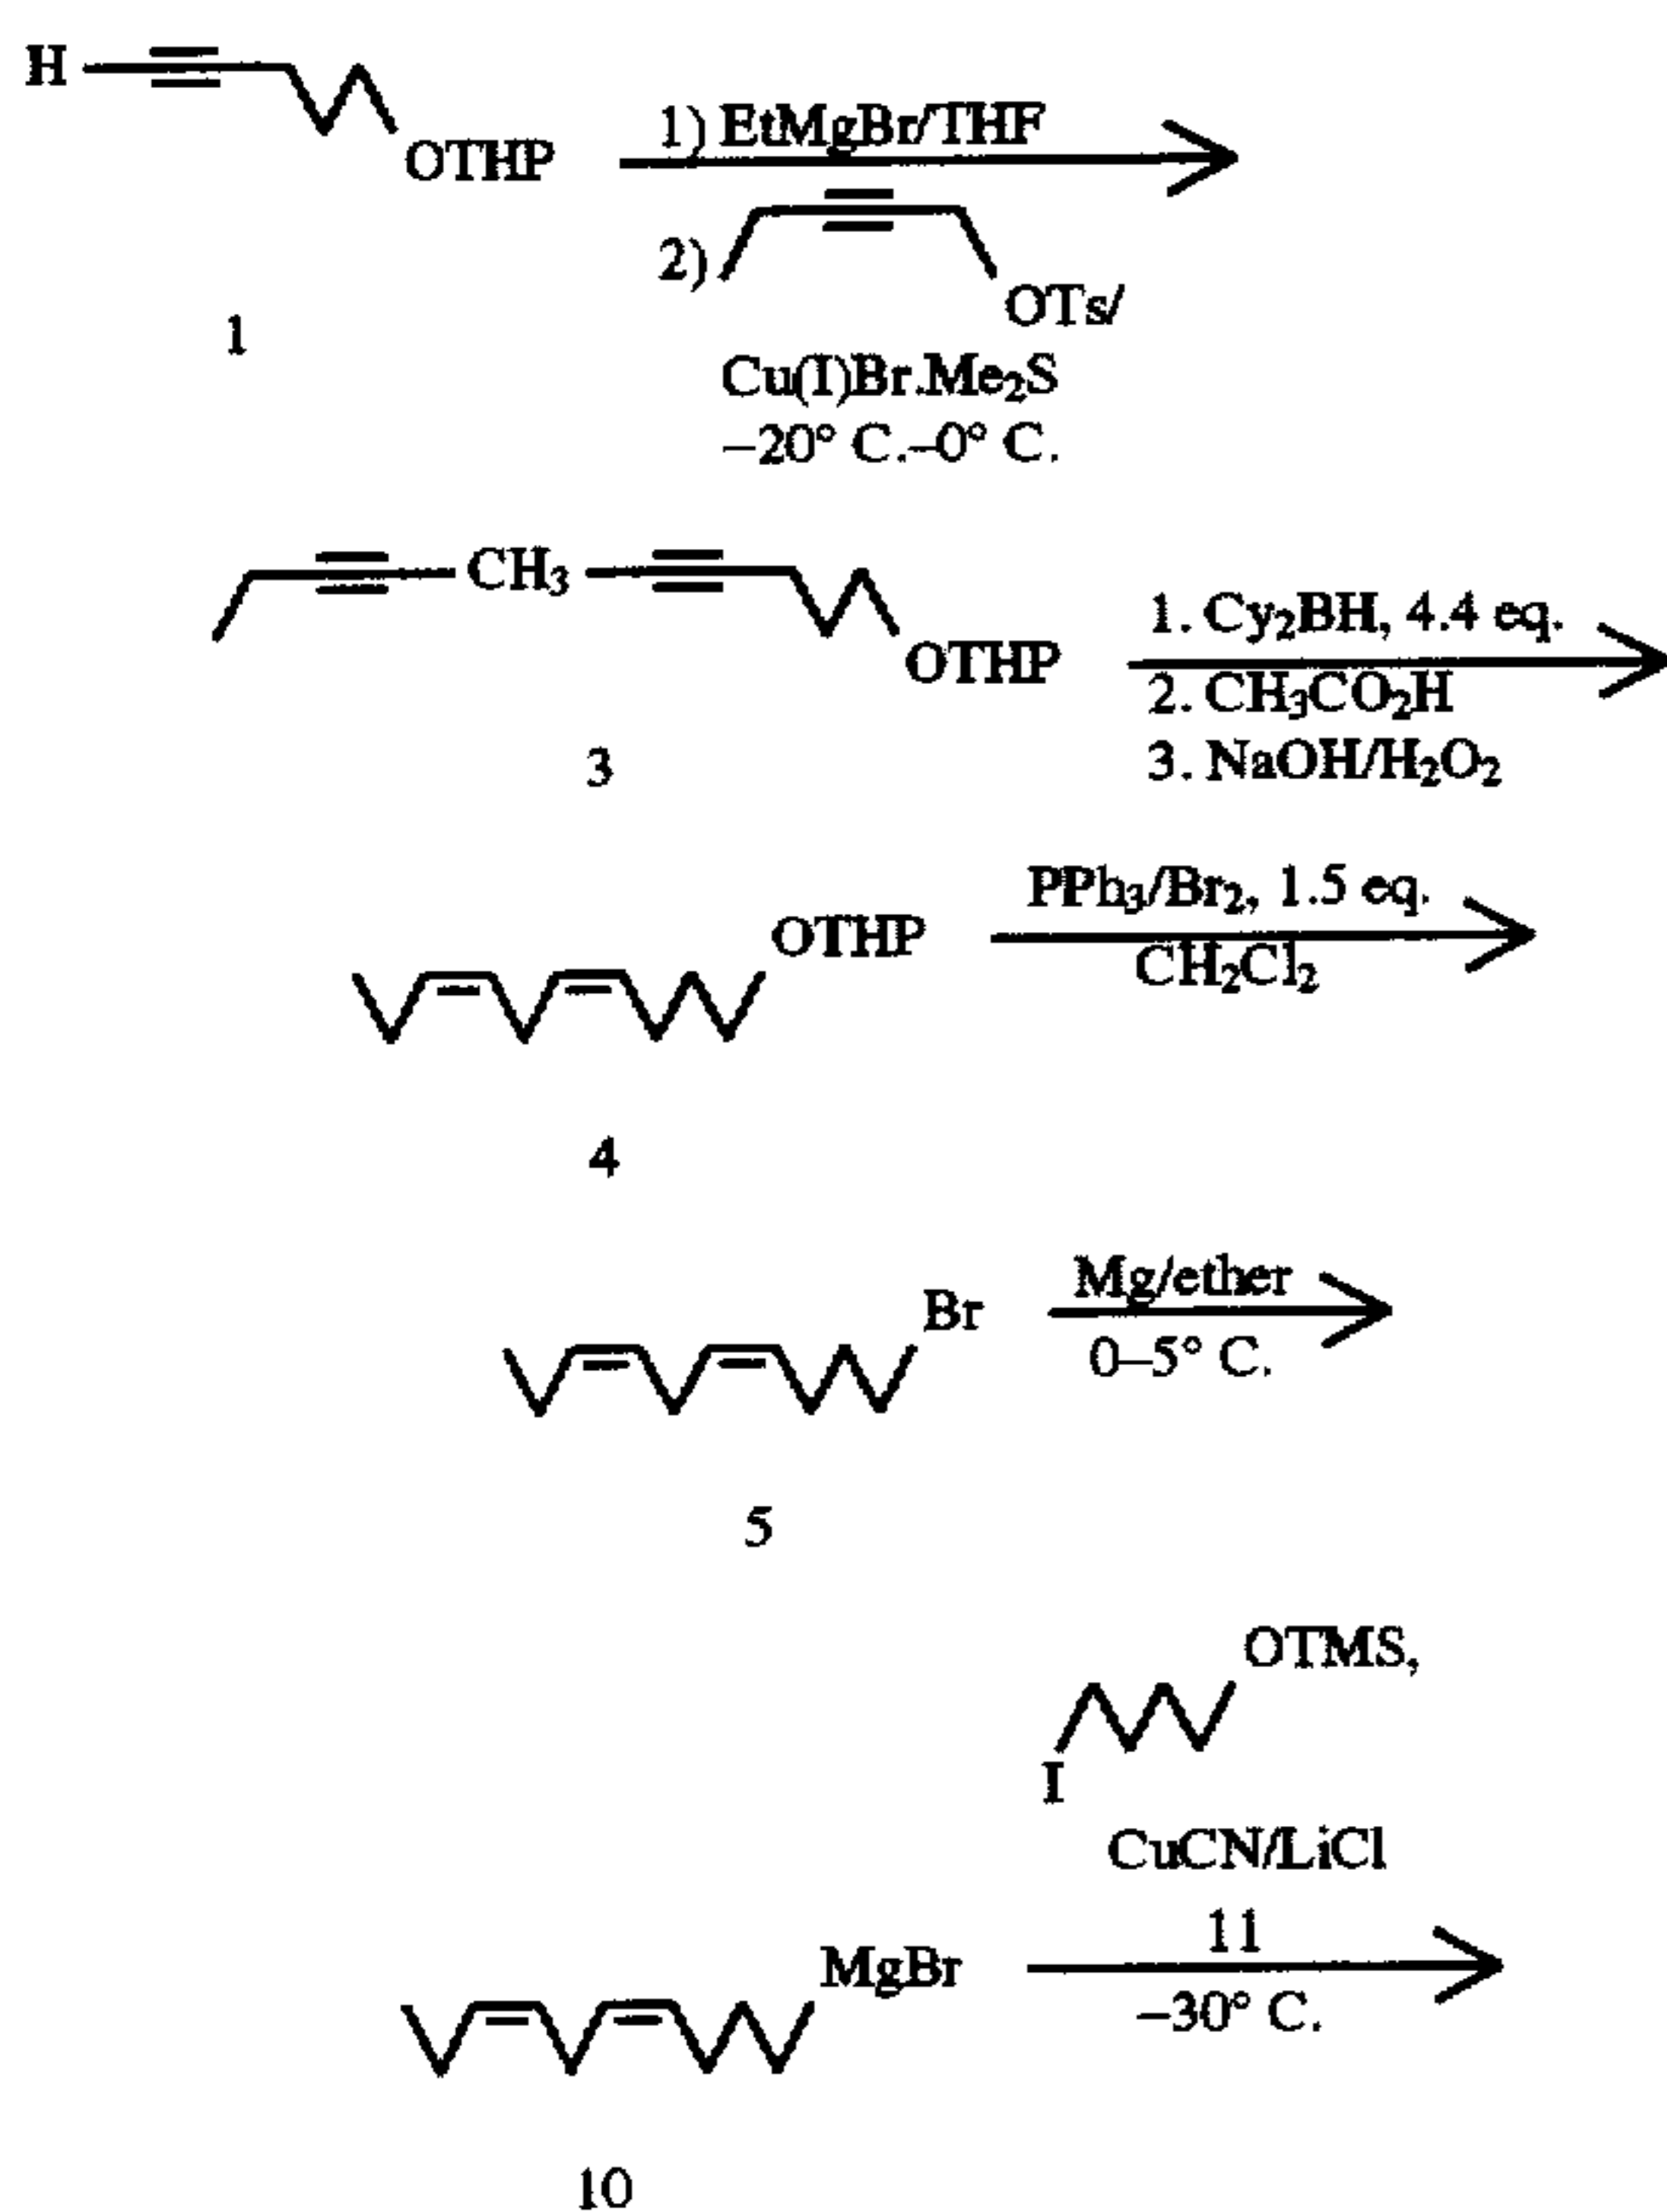 H
OTHP
1) EtMgBr/THF
2)
OTs/
Cu(I)Br.Me₂S
−20° C.–0° C.
1
CH₃
OTHP
1. Cy₂BH, 4.4 eq.
2. CH₃CO₂H
3. NaOH/H₂O₂
3
OTHP
PPh₃/Br₂, 1.5 eq.
CH₂Cl₂
4
Br
Mg/ether
0–5° C.
5
OTMS,
I
CuCN/LiCl
11
−30° C.
MgBr
10